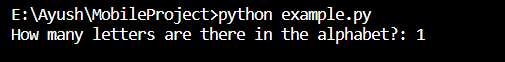 E:\Ayush\MobileProject>python example.py
How many letters are there in the alphabet?: 1